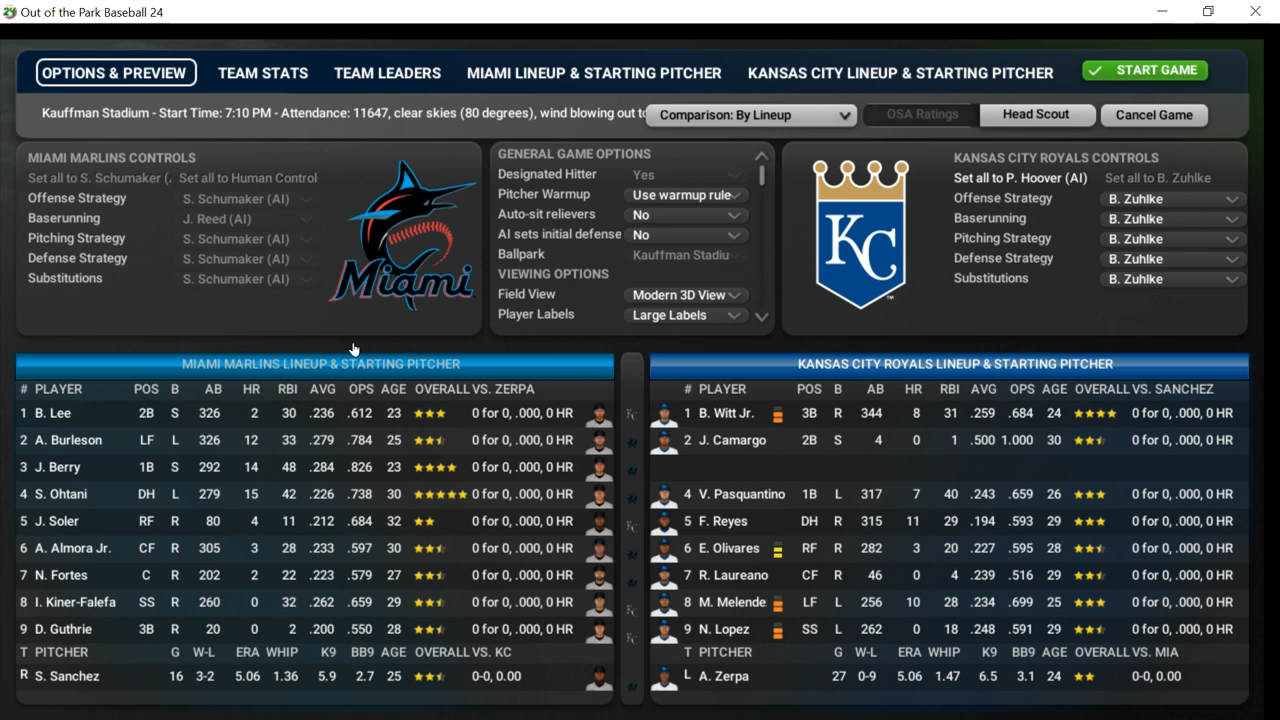 Out of the Park Baseball 24
OPTIONS & PREVIEW TEAM STATS TEAM LEADERS MIAMI LINEUP & STARTING PITCHER KANSAS CITY LINEUP & STARTING PITCHER START GAME
Kauffman Stadium - Start Time: 7:10 PM - Attendance: 11647, clear skies (80 degrees), wind blowing out to Comparison: By Lineup OSA Ratings Head Scout Cancel Game
MIAMI MARLINS CONTROLS
Set all to S. Schumaker (. Set all to Human Control
Offense Strategy S. Schumaker (AI)
Baserunning J. Reed (AI)
Pitching Strategy S. Schumaker (AI)
Defense Strategy S. Schumaker (AI)
Substitutions S. Schumaker (AI)
Miami
GENERAL GAME OPTIONS
Designated Hitter Yes
Pitcher Warmup Use warmup rule
Auto-sit relievers No
AI sets initial defense No
Ballpark Kauffman Stadiu
VIEWING OPTIONS
Field View Modern 3D View
Player Labels Large Labels
KC
KANSAS CITY ROYALS CONTROLS
Set all to P. Hoover (AI) Set all to B. Zuhlke
Offense Strategy B. Zuhlke
Baserunning B. Zuhlke
Pitching Strategy B. Zuhlke
Defense Strategy B. Zuhlke
Substitutions B. Zuhlke
MIAMI MARLINS LINEUP & STARTING PITCHER
# PLAYER POS B AB HR RBI AVG OPS AGE OVERALL VS. ZERPA
1 B. Lee 2B S 326 2 30 .236 .612 23 0 for 0, .000, 0 HR
2 A. Burleson LF L 326 12 33 .279 .784 25 0 for 0, .000, 0 HR
3 J. Berry 1B S 292 14 48 .284 .826 23 0 for 0, .000, 0 HR
4 S. Ohtani DH L 279 15 42 .226 .738 30 0 for 0, .000, 0 HR
5 J. Soler RF R 80 4 11 .212 .684 32 0 for 0, .000, 0 HR
6 A. Almora Jr. CF R 305 3 28 .233 .597 30 0 for 0, .000, 0 HR
7 N. Fortes C R 202 2 22 .223 .579 27 0 for 0, .000, 0 HR
8 I. Kiner-Falefa SS R 260 0 32 .262 .659 29 0 for 0, .000, 0 HR
9 D. Guthrie 3B R 20 0 2 .200 .550 28 0 for 0, .000, 0 HR
T PITCHER G W-L ERA WHIP K9 BB9 AGE OVERALL VS. KC
R S. Sanchez 16 3-2 5.06 1.36 5.9 2.7 25 0-0, 0.00
KANSAS CITY ROYALS LINEUP & STARTING PITCHER
# PLAYER POS B AB HR RBI AVG OPS AGE OVERALL VS. SANCHEZ
1 B. Witt Jr. 3B R 344 8 31 .259 .684 24 0 for 0, .000, 0 HR
2 J. Camargo 2B S 4 0 1 .500 1.000 30 0 for 0, .000, 0 HR
4 V. Pasquantino 1B L 317 7 40 .243 .659 26 0 for 0, .000, 0 HR
5 F. Reyes DH R 315 11 29 .194 .593 29 0 for 0, .000, 0 HR
6 E. Olivares RF R 282 3 20 .227 .595 28 0 for 0, .000, 0 HR
7 R. Laureano CF R 46 0 4 .239 .516 29 0 for 0, .000, 0 HR
8 M. Melende LF L 256 10 28 .234 .699 25 0 for 0, .000, 0 HR
9 N. Lopez SS L 262 0 18 .248 .591 29 0 for 0, .000, 0 HR
T PITCHER G W-L ERA WHIP K9 BB9 AGE OVERALL VS. MIA
L A. Zerpa 27 0-9 5.06 1.47 6.5 3.1 24 0-0, 0.00